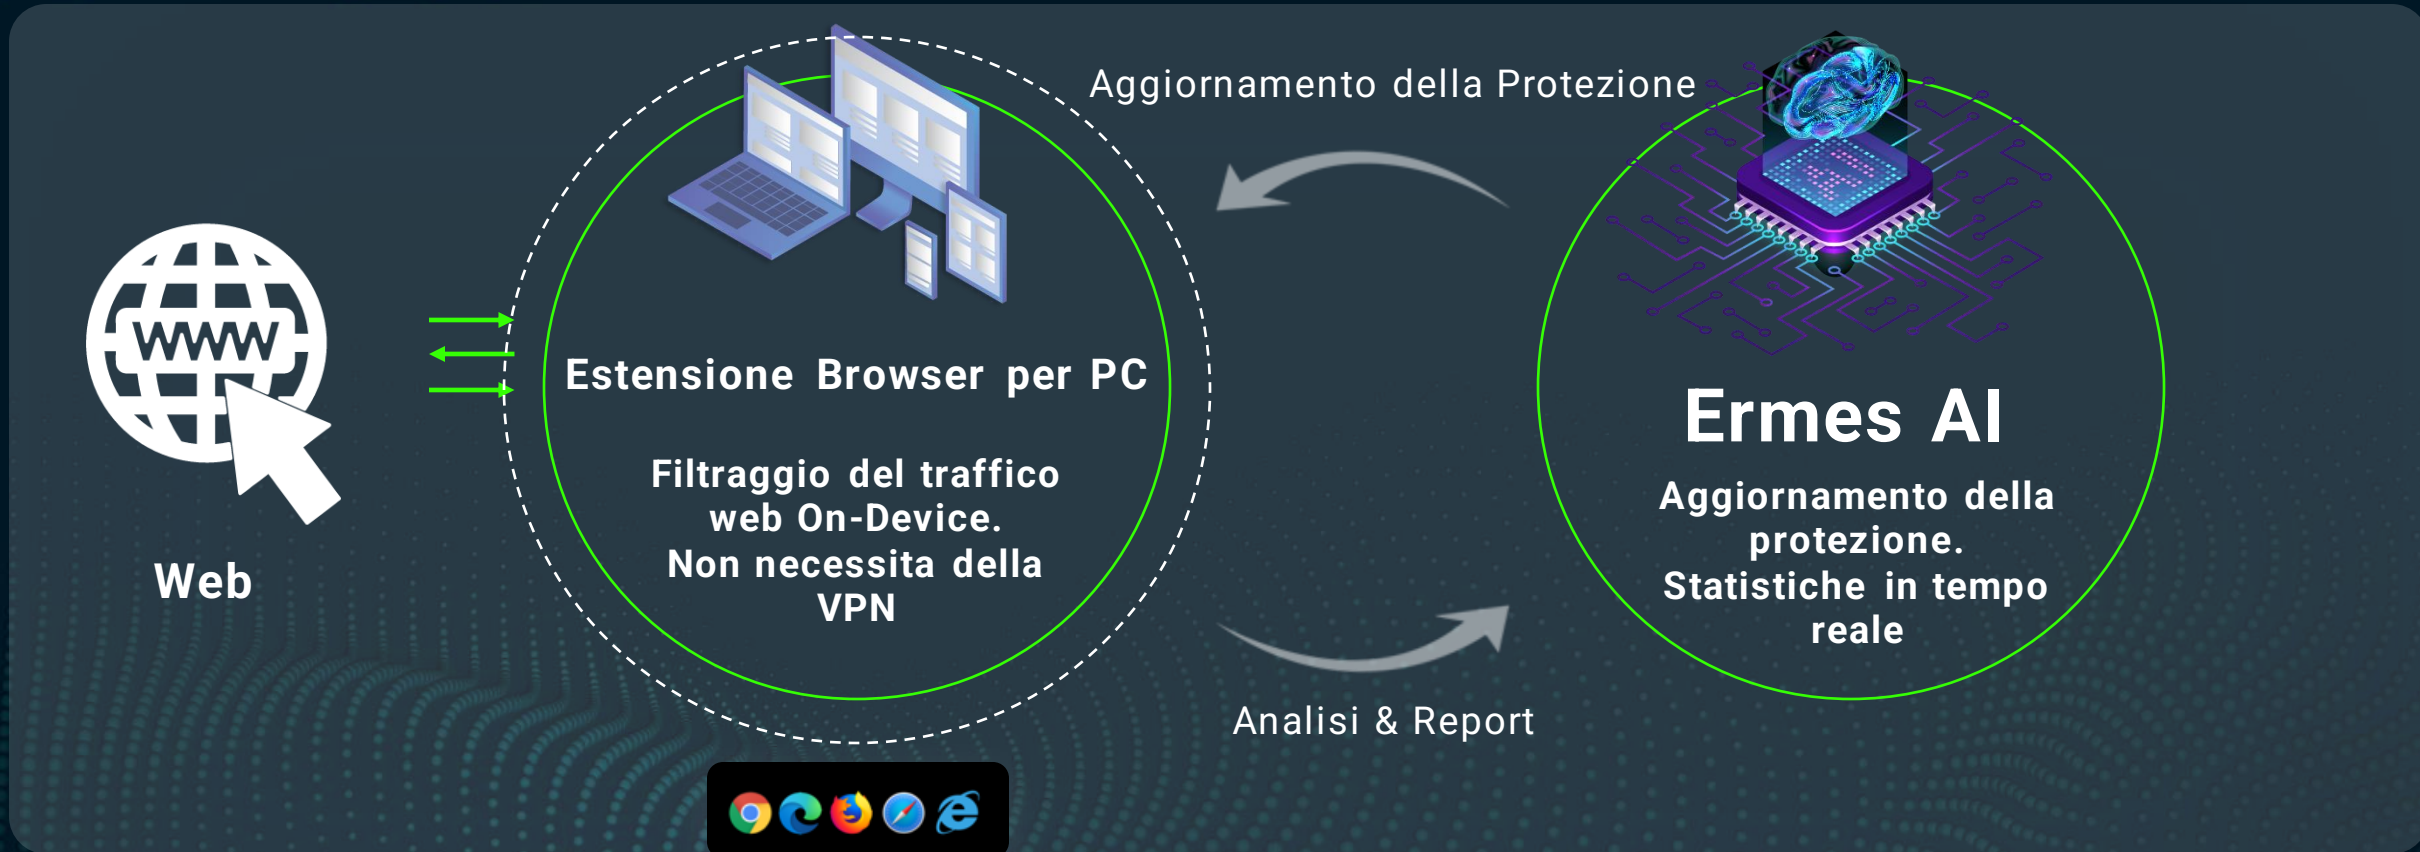 Aggiornamento della Protezione
WWW
Web
Estensione Browser per PC
Filtraggio del traffico
web On-Device.
Non necessita della
VPN
Ermes AI
Aggiornamento della
protezione.
Statistiche in tempo
reale
Analisi & Report